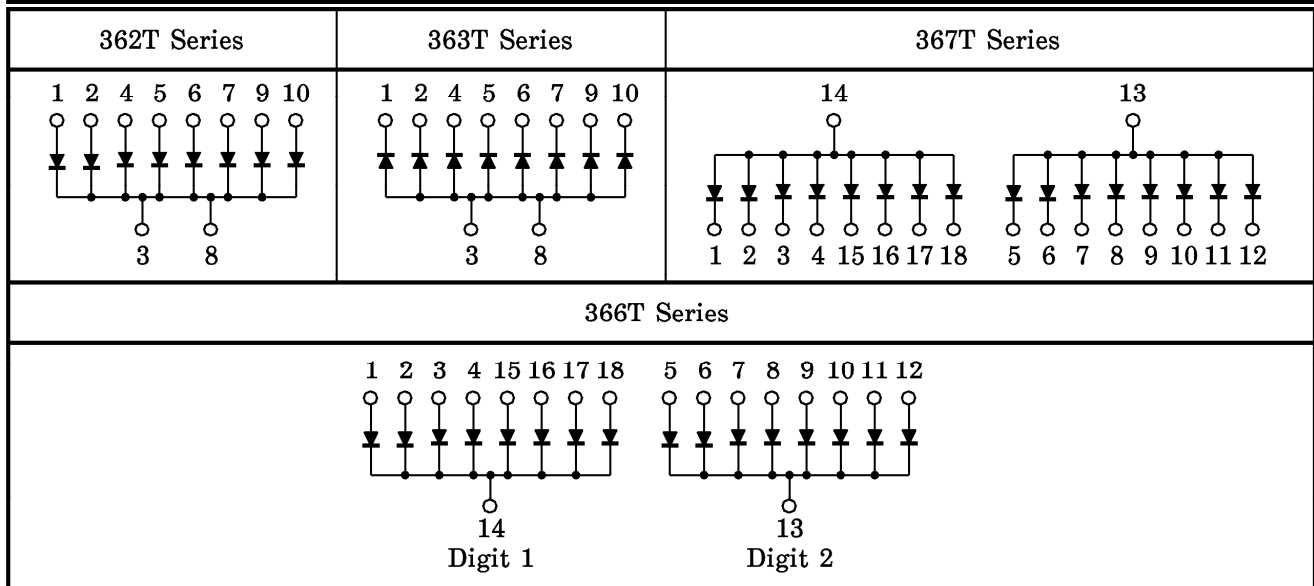 362T Series
363T Series
367T Series
1 2 4 5 6 7 9 10
3 8
1 2 4 5 6 7 9 10
3 8
14
1 2 3 4 15 16 17 18
13
5 6 7 8 9 10 11 12
366T Series
1 2 3 4 15 16 17 18
14
Digit 1
5 6 7 8 9 10 11 12
13
Digit 2